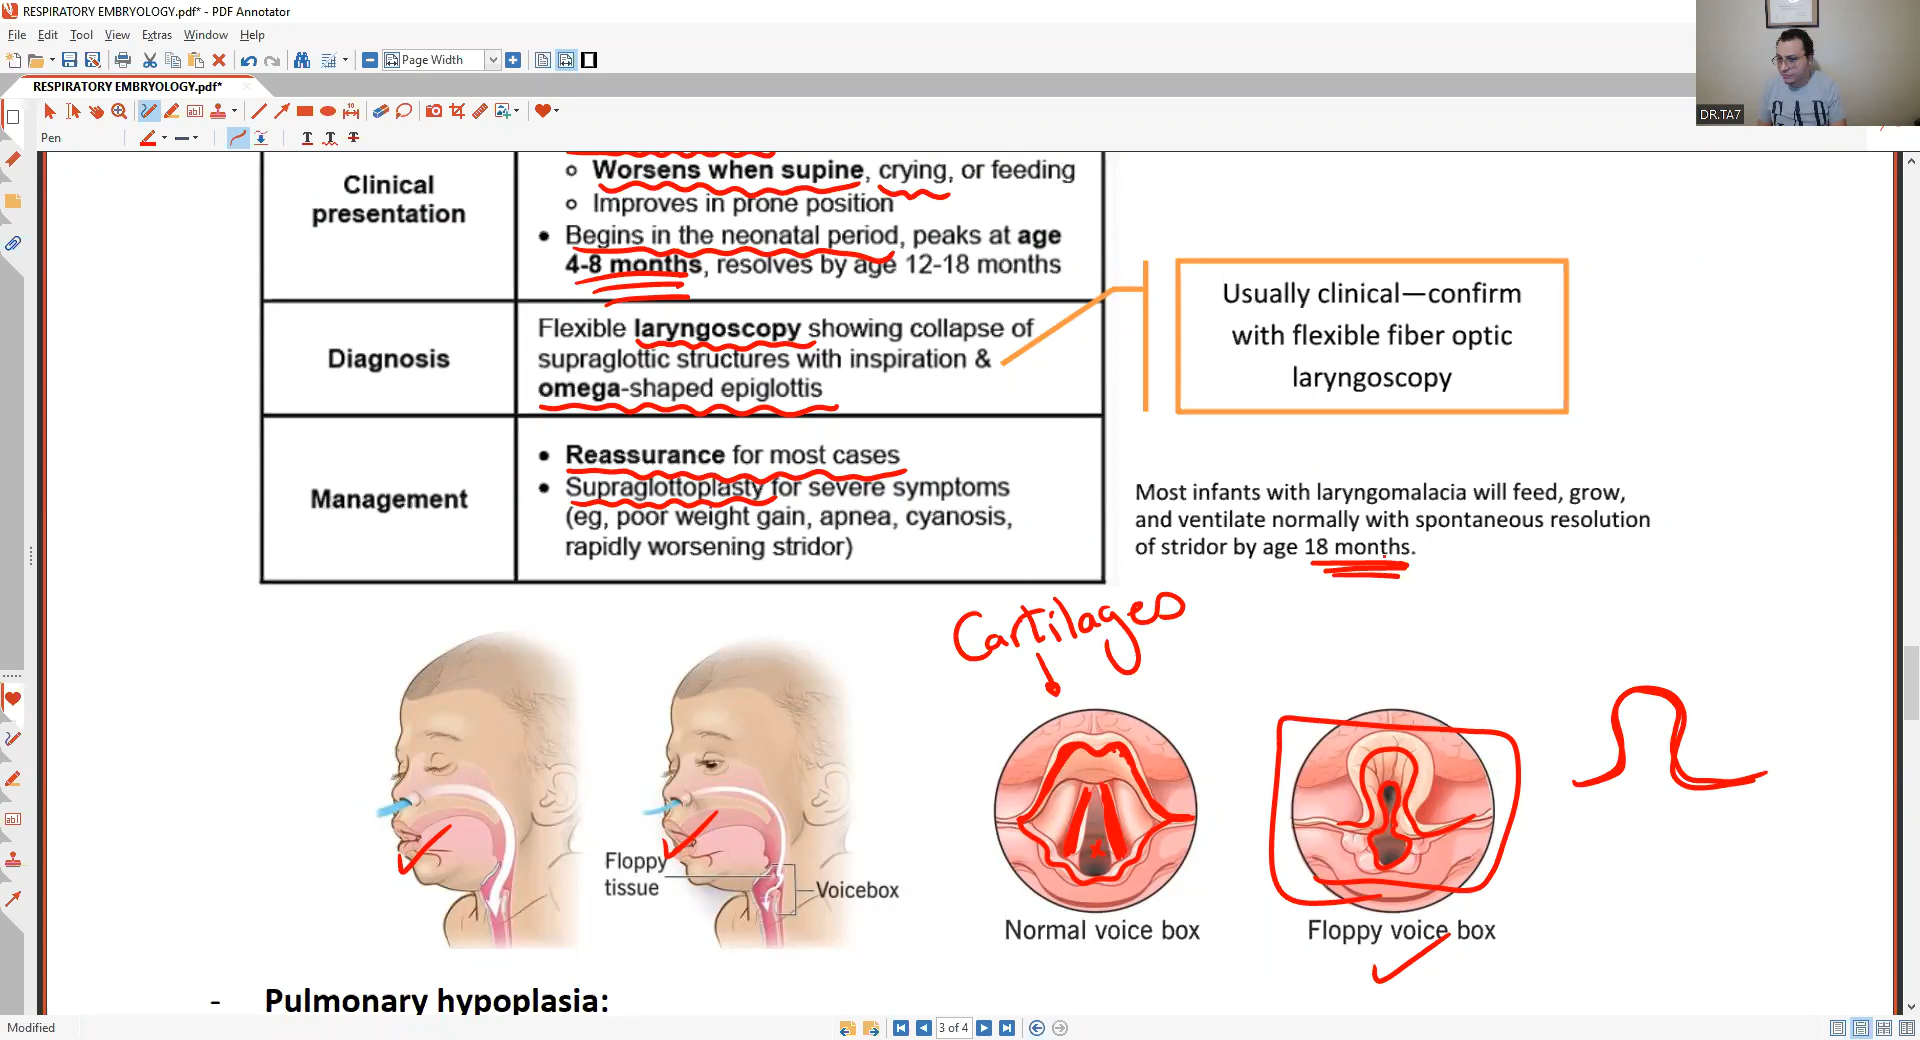 RESPIRATORY EMBRYOLOGY.pdf* - PDF Annotator
File Edit Tool View Extras Window Help
Page Width
RESPIRATORY EMBRYOLOGY.pdf*
Pen
DR.TA7
Clinical
presentation
Worsens when supine, crying, or feeding
Improves in prone position
Begins in the neonatal period, peaks at age
4-8 months, resolves by age 12-18 months
Diagnosis
Flexible laryngoscopy showing collapse of
supraglottic structures with inspiration &
omega-shaped epiglottis
Usually clinical—confirm
with flexible fiber optic
laryngoscopy
Management
Reassurance for most cases
Supraglottoplasty for severe symptoms
(eg, poor weight gain, apnea, cyanosis,
rapidly worsening stridor)
Most infants with laryngomalacia will feed, grow,
and ventilate normally with spontaneous resolution
of stridor by age 18 months.
Cartilages
Floppy
tissue
Voicebox
Normal voice box
Floppy voice box
- Pulmonary hypoplasia:
Modified
3 of 4